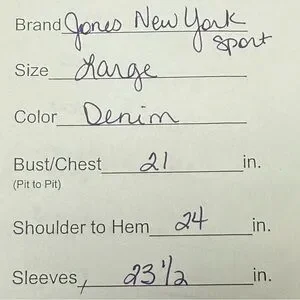 Brand Jones New York
Sport
Size Large
Color Denim
Bust/Chest 21 in.
(Pit to Pit)
Shoulder to Hem 24 in.
Sleeves 23 1/2 in.